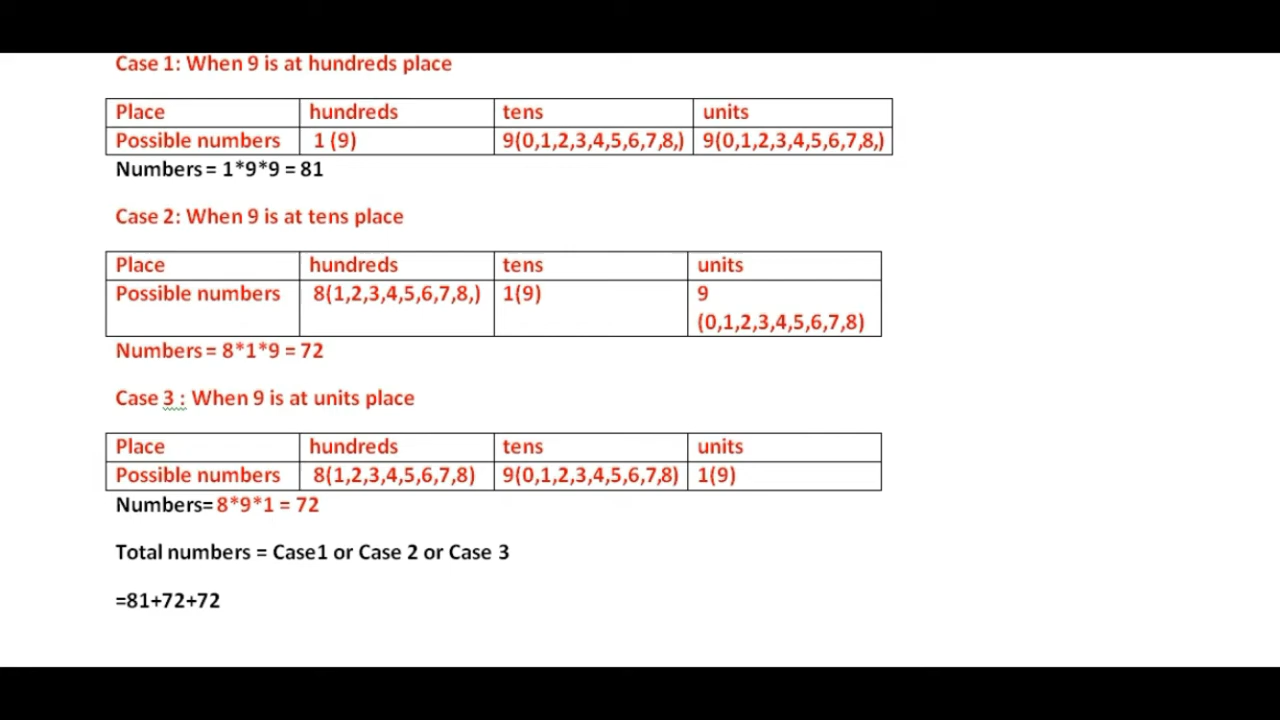 Case 1: When 9 is at hundreds place
Place hundreds tens units
Possible numbers 1 (9) 9(0,1,2,3,4,5,6,7,8,) 9(0,1,2,3,4,5,6,7,8,)
Numbers = 1*9*9 = 81
Case 2: When 9 is at tens place
Place hundreds tens units
Possible numbers 8(1,2,3,4,5,6,7,8,) 1(9) 9
(0,1,2,3,4,5,6,7,8)
Numbers = 8*1*9 = 72
Case 3 : When 9 is at units place
Place hundreds tens units
Possible numbers 8(1,2,3,4,5,6,7,8) 9(0,1,2,3,4,5,6,7,8) 1(9)
Numbers= 8*9*1 = 72
Total numbers = Case1 or Case 2 or Case 3
=81+72+72